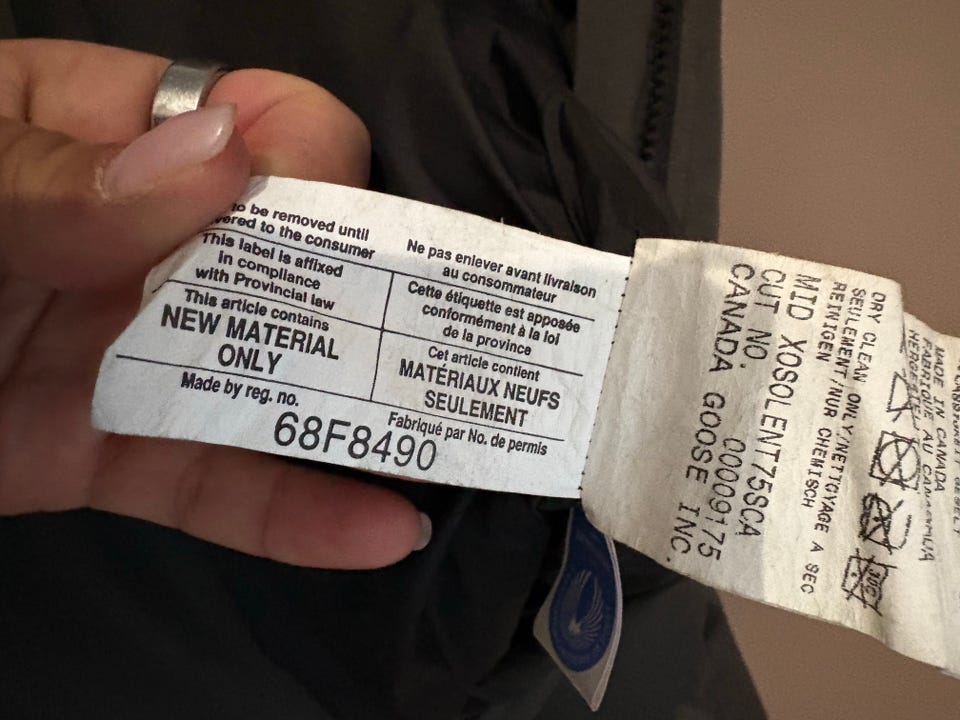 to be removed until
vered to the consumer
Ne pas enlever avant livraison
au consommateur
This label is affixed
in compliance
with Provincial law
Cette étiquette est apposée
conformément à la loi
de la province
This article contains
NEW MATERIAL
ONLY
Cet article contient
MATÉRIAUX NEUFS
SEULEMENT
Made by reg. no.
Fabriqué par No. de permis
68F8490
MADE IN CANADA
FABRIQUE AU
DRY CLEAN ONLY/NETTOYAGE A SEC
SEULEMENT/NUR CHEMISCH
REINIGEN
MID XOSOLENT75SCA
CUT NO. 00009175
CANADA GOOSE INC.